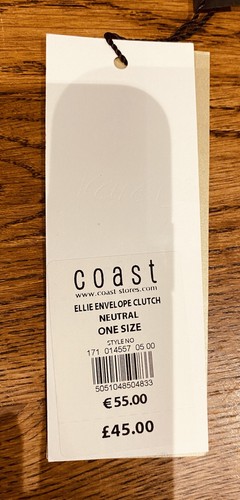 coast
www.coast-stores.com
ELLIE ENVELOPE CLUTCH
NEUTRAL
ONE SIZE
STYLE NO
171 014557 05 00
5051048504833
€55.00
£45.00